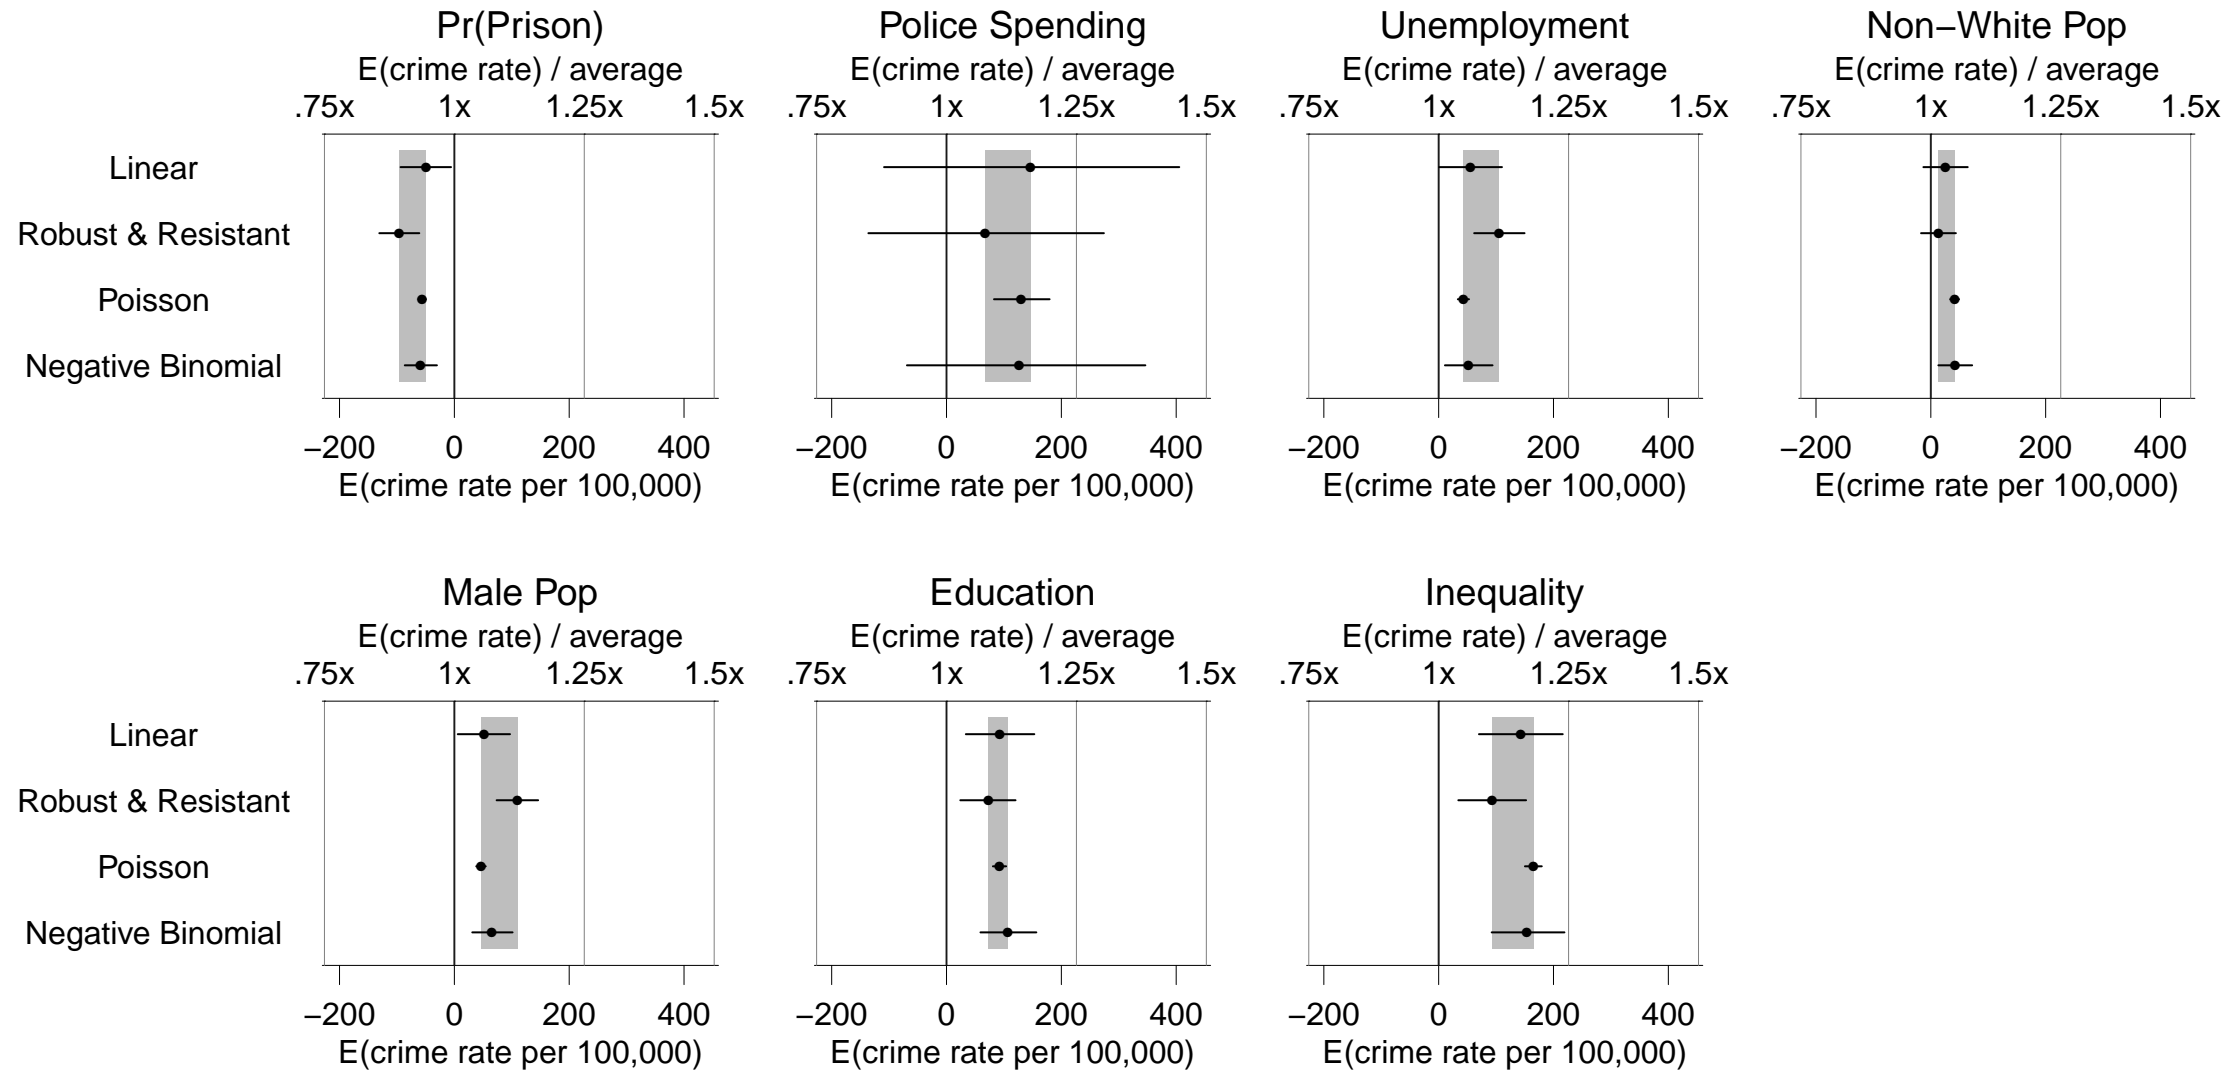 Pr(Prison) Police Spending Unemployment Non−White Pop
E(crime rate) / average E(crime rate) / average E(crime rate) / average E(crime rate) / average
.75x 1x 1.25x 1.5x .75x 1x 1.25x 1.5x .75x 1x 1.25x 1.5x .75x 1x 1.25x 1.5x
Linear
Robust & Resistant
Poisson
Negative Binomial
−200 0 200 400 −200 0 200 400 −200 0 200 400 −200 0 200 400
E(crime rate per 100,000) E(crime rate per 100,000) E(crime rate per 100,000) E(crime rate per 100,000)
Male Pop Education Inequality
E(crime rate) / average E(crime rate) / average E(crime rate) / average
.75x 1x 1.25x 1.5x .75x 1x 1.25x 1.5x .75x 1x 1.25x 1.5x
Linear
Robust & Resistant
Poisson
Negative Binomial
−200 0 200 400 −200 0 200 400 −200 0 200 400
E(crime rate per 100,000) E(crime rate per 100,000) E(crime rate per 100,000)